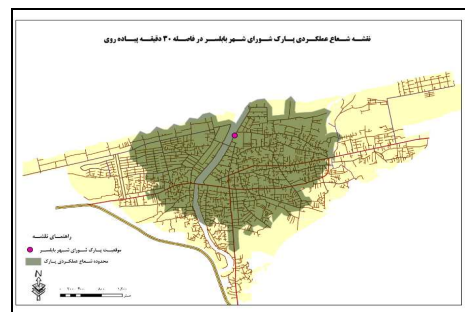 نقشه شعاع عملکردی پارک شورای شهر بابلسر در فاصله ۳۰ دقیقه پیاده روی
راهنمای نقشه
موقعیت پارک شورای شهر بابلسر
محدوده شعاع عملکردی پارک
N